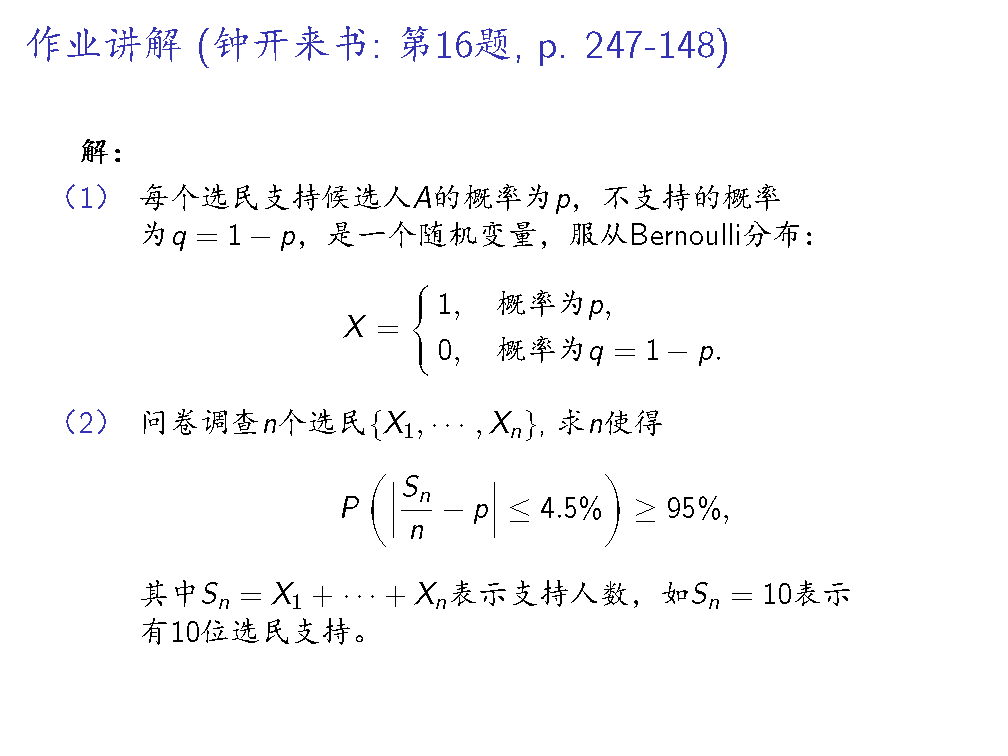 作业讲解 (钟开来书: 第16题, p. 247-148)
解：
（1） 每个选民支持候选人A的概率为p，不支持的概率
为q = 1 − p，是一个随机变量，服从Bernoulli分布：
X = { 1, 概率为p,
0, 概率为q = 1 − p.
（2） 问卷调查n个选民{X₁, ··· , Xₙ}, 求n使得
P ( | Sₙ/n − p | ≤ 4.5% ) ≥ 95%,
其中Sₙ = X₁ + ··· + Xₙ表示支持人数，如Sₙ = 10表示
有10位选民支持。